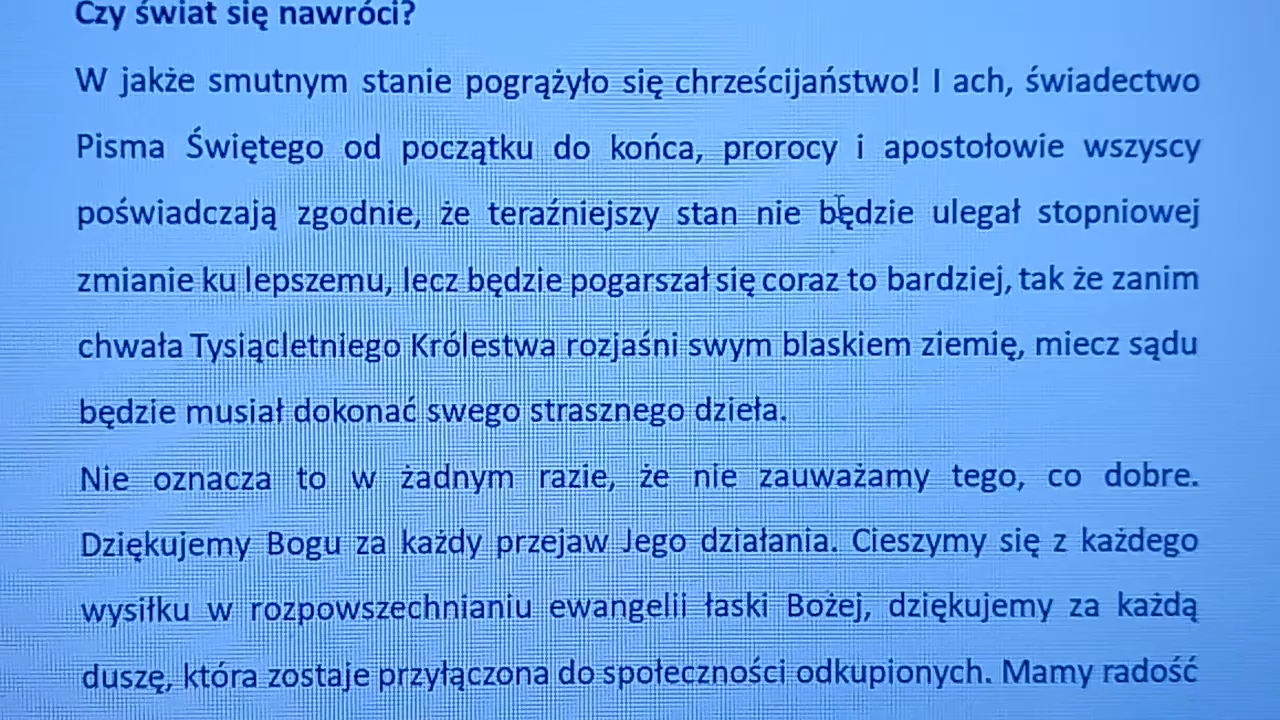 Czy świat się nawróci?
W jakże smutnym stanie pogrążyło się chrześcijaństwo! I ach, świadectwo
Pisma Świętego od początku do końca, prorocy i apostołowie wszyscy
poświadczają zgodnie, że teraźniejszy stan nie będzie ulegał stopniowej
zmianie ku lepszemu, lecz będzie pogarszał się coraz to bardziej, tak że zanim
chwała Tysiącletniego Królestwa rozjaśni swym blaskiem ziemię, miecz sądu
będzie musiał dokonać swego strasznego dzieła.
Nie oznacza to w żadnym razie, że nie zauważamy tego, co dobre.
Dziękujemy Bogu za każdy przejaw Jego działania. Cieszymy się z każdego
wysiłku w rozpowszechnianiu ewangelii łaski Bożej, dziękujemy za każdą
duszę, która zostaje przyłączona do społeczności odkupionych. Mamy radość